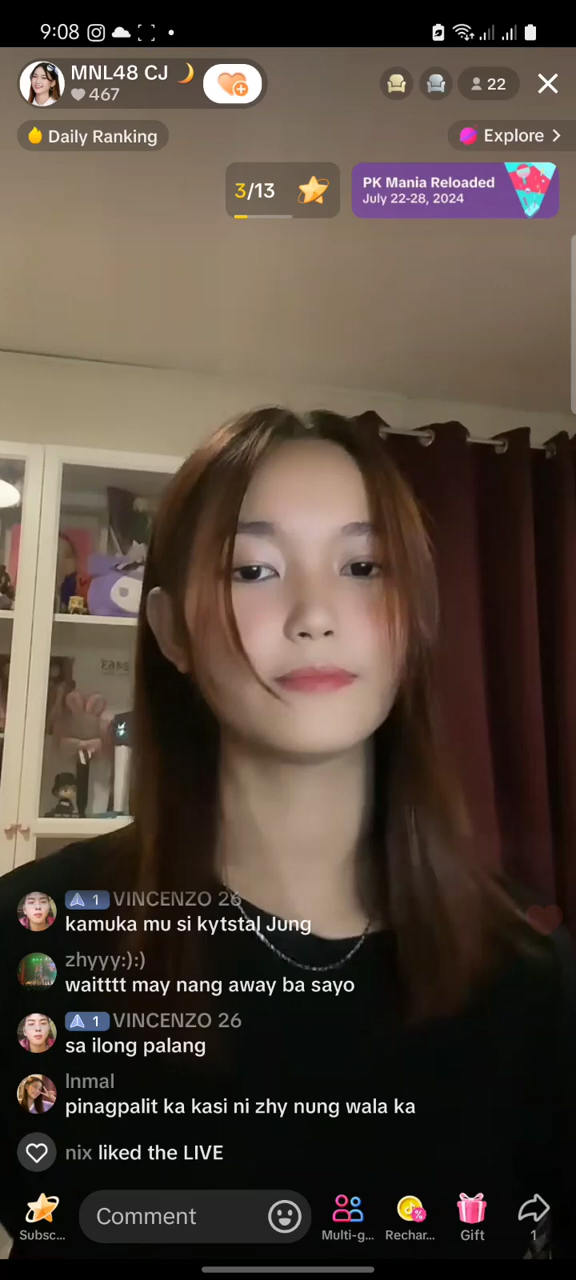 9:08
MNL48 CJ 🌙
467
22
Daily Ranking
Explore >
3/13
PK Mania Reloaded
July 22-28, 2024
1 VINCENZO 26
kamuka mu si kytstal Jung
zhyyy:):)
waitttt may nang away ba sayo
1 VINCENZO 26
sa ilong palang
lnmal
pinagpalit ka kasi ni zhy nung wala ka
nix liked the LIVE
Comment
Subsc...
Multi-g...
Rechar...
Gift
1